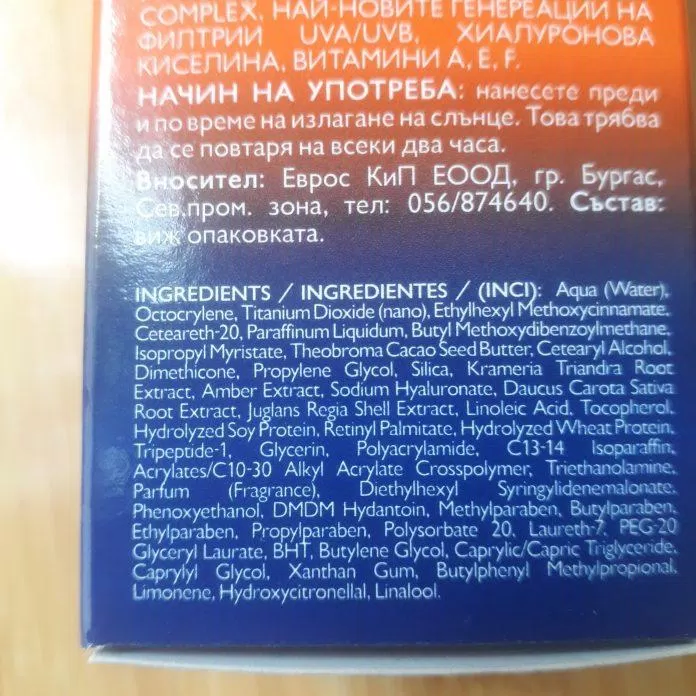 COMPLEX, НАЙ-НОВИТЕ ГЕНЕРЕАЦИИ НА
ФИЛТРИИ UVA/UVB, ХИАЛУРОНОВА
КИСЕЛИНА, ВИТАМИНИ A, E, F.
НАЧИН НА УПОТРЕБА: нанесете преди
и по време на излагане на слънце. Това трябва
да се повтаря на всеки два часа.
Вносител: Еврос КиП ЕООД, гр. Бургас,
Сев.пром. зона, тел: 056/874640. Състав:
виж опаковката.
INGREDIENTS / INGREDIENTES / (INCI): Aqua (Water),
Octocrylene, Titanium Dioxide (nano), Ethylhexyl Methoxycinnamate,
Ceteareth-20, Paraffinum Liquidum, Butyl Methoxydibenzoylmethane,
Isopropyl Myristate, Theobroma Cacao Seed Butter, Cetearyl Alcohol,
Dimethicone, Propylene Glycol, Silica, Krameria Triandra Root
Extract, Amber Extract, Sodium Hyaluronate, Daucus Carota Sativa
Root Extract, Juglans Regia Shell Extract, Linoleic Acid, Tocopherol,
Hydrolyzed Soy Protein, Retinyl Palmitate, Hydrolyzed Wheat Protein,
Tripeptide-1, Glycerin, Polyacrylamide, C13-14 Isoparaffin,
Acrylates/C10-30 Alkyl Acrylate Crosspolymer, Triethanolamine,
Parfum (Fragrance), Diethylhexyl Syringylidenemalonate,
Phenoxyethanol, DMDM Hydantoin, Methylparaben, Butylparaben,
Ethylparaben, Propylparaben, Polysorbate 20, Laureth-7, PEG-20
Glyceryl Laurate, BHT, Butylene Glycol, Caprylic/Capric Triglyceride,
Caprylyl Glycol, Xanthan Gum, Butylphenyl Methylpropional,
Limonene, Hydroxycitronellal, Linalool.